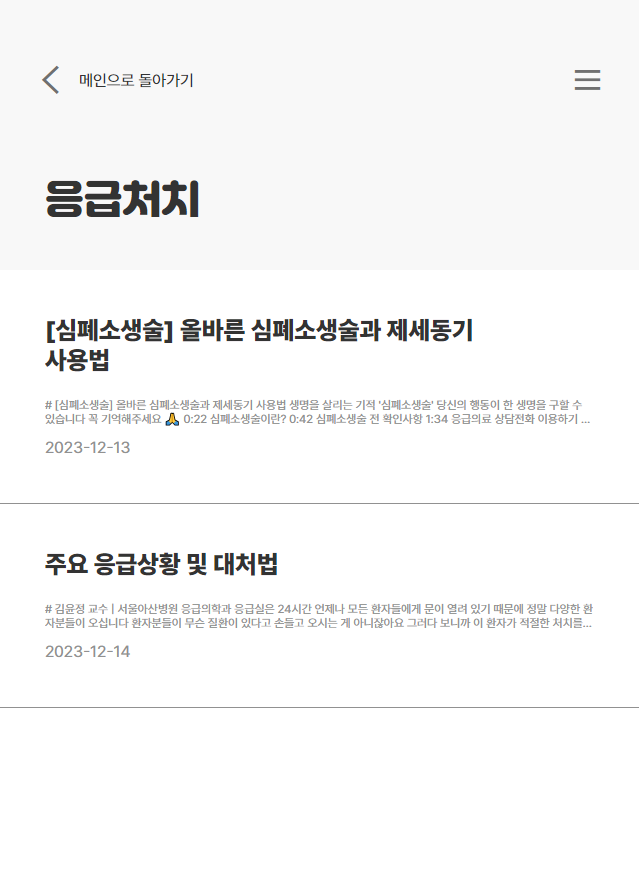 메인으로 돌아가기
응급처치
[심폐소생술] 올바른 심폐소생술과 제세동기
사용법
# [심폐소생술] 올바른 심폐소생술과 제세동기 사용법 생명을 살리는 기적 '심폐소생술' 당신의 행동이 한 생명을 구할 수
있습니다 꼭 기억해주세요 🙏 0:22 심폐소생술이란? 0:42 심폐소생술 전 확인사항 1:34 응급의료 상담전화 이용하기 ...
2023-12-13
주요 응급상황 및 대처법
# 김윤정 교수 | 서울아산병원 응급의학과 응급실은 24시간 언제나 모든 환자들에게 문이 열려 있기 때문에 정말 다양한 환
자분들이 오십니다 환자분들이 무슨 질환이 있다고 손들고 오시는 게 아니잖아요 그러다 보니까 이 환자가 적절한 처치를...
2023-12-14